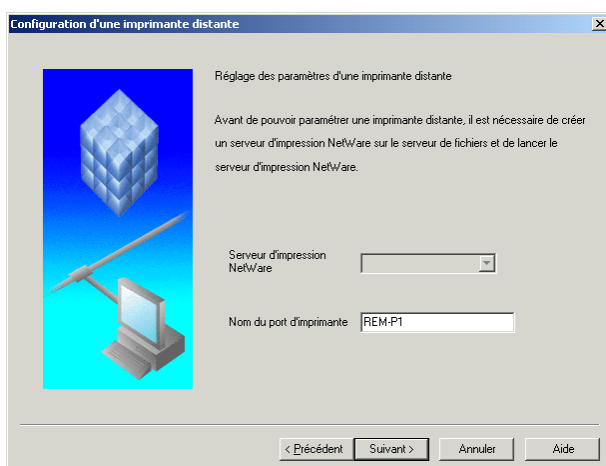 Configuration d'une imprimante distante
Réglage des paramètres d'une imprimante distante
Avant de pouvoir paramétrer une imprimante distante, il est nécessaire de créer
un serveur d'impression NetWare sur le serveur de fichiers et de lancer le
serveur d'impression NetWare.
Serveur d'impression
NetWare
Nom du port d'imprimante REM-P1
< Précédent Suivant > Annuler Aide